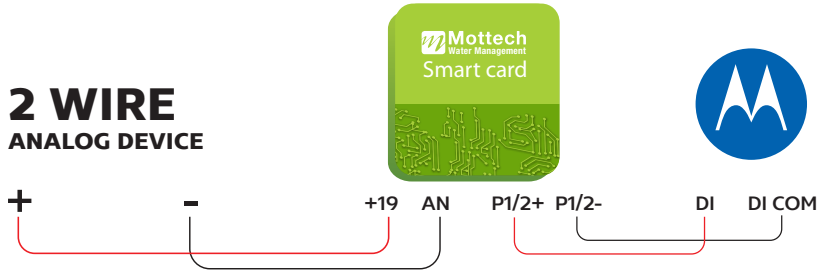 Mottech
Water Management
Smart card
2 WIRE
ANALOG DEVICE
+ - +19 AN P1/2+ P1/2- DI DI COM